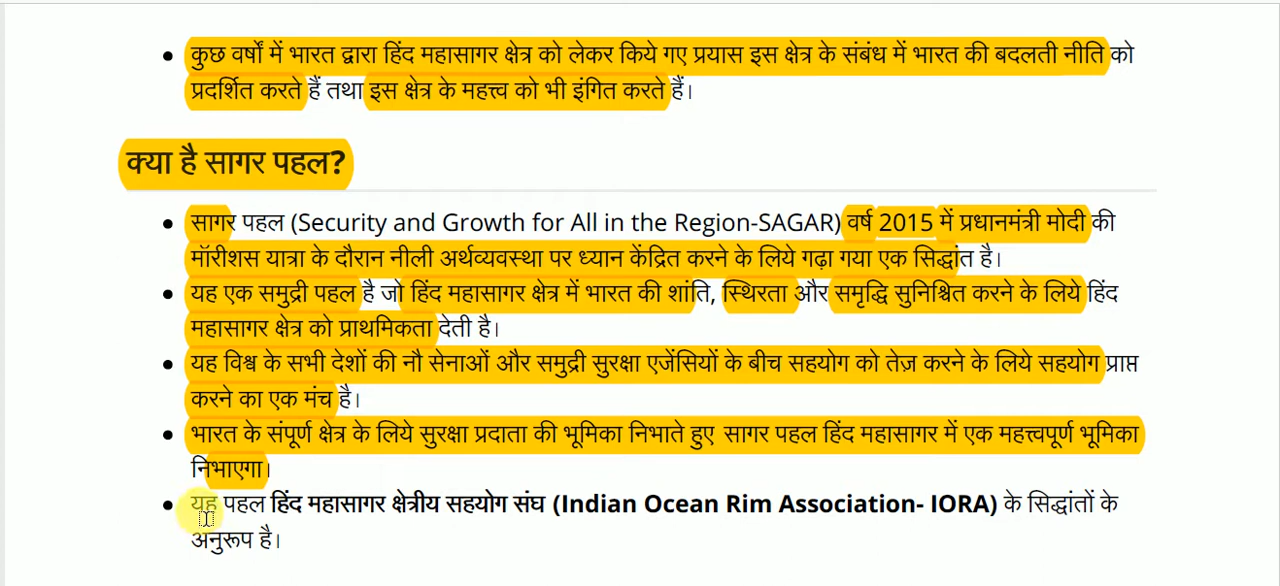 • कुछ वर्षों में भारत द्वारा हिंद महासागर क्षेत्र को लेकर किये गए प्रयास इस क्षेत्र के संबंध में भारत की बदलती नीति को
प्रदर्शित करते हैं तथा इस क्षेत्र के महत्त्व को भी इंगित करते हैं।
क्या है सागर पहल?
• सागर पहल (Security and Growth for All in the Region-SAGAR) वर्ष 2015 में प्रधानमंत्री मोदी की
मॉरीशस यात्रा के दौरान नीली अर्थव्यवस्था पर ध्यान केंद्रित करने के लिये गढ़ा गया एक सिद्धांत है।
• यह एक समुद्री पहल है जो हिंद महासागर क्षेत्र में भारत की शांति, स्थिरता और समृद्धि सुनिश्चित करने के लिये हिंद
महासागर क्षेत्र को प्राथमिकता देती है।
• यह विश्व के सभी देशों की नौ सेनाओं और समुद्री सुरक्षा एजेंसियों के बीच सहयोग को तेज़ करने के लिये सहयोग प्राप्त
करने का एक मंच है।
• भारत के संपूर्ण क्षेत्र के लिये सुरक्षा प्रदाता की भूमिका निभाते हुए सागर पहल हिंद महासागर में एक महत्त्वपूर्ण भूमिका
निभाएगा।
• यह पहल हिंद महासागर क्षेत्रीय सहयोग संघ (Indian Ocean Rim Association- IORA) के सिद्धांतों के
अनुरूप है।